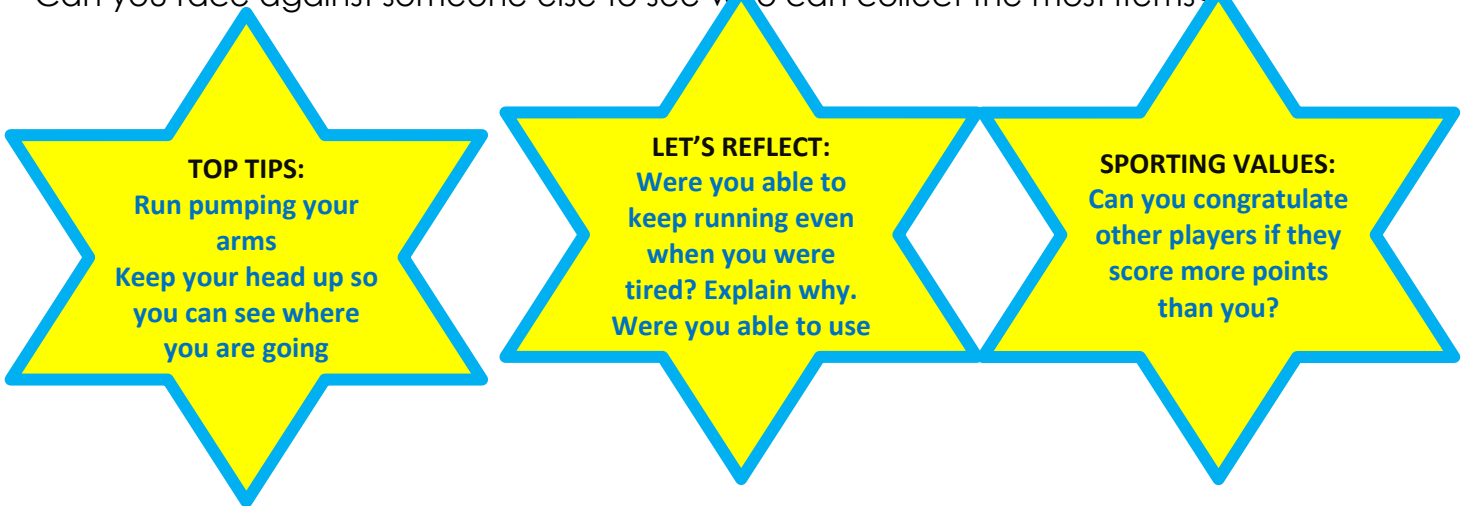 Can you race against someone else to see who can collect the most items
TOP TIPS:
Run pumping your
arms
Keep your head up so
you can see where
you are going
LET'S REFLECT:
Were you able to
keep running even
when you were
tired? Explain why.
Were you able to use
SPORTING VALUES:
Can you congratulate
other players if they
score more points
than you?